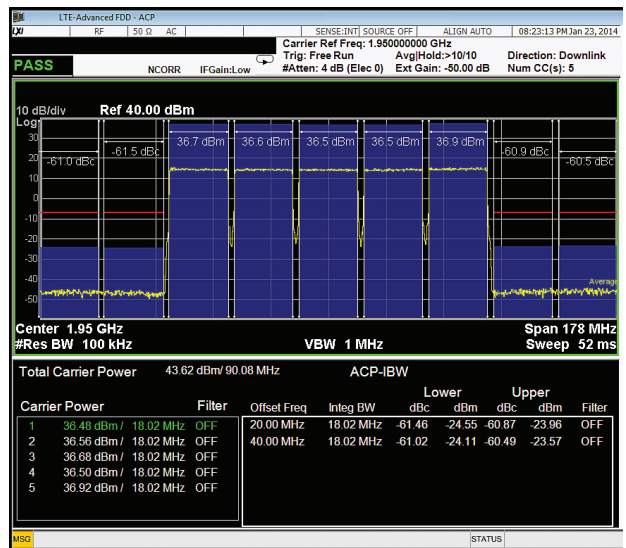 LTE-Advanced FDD - ACP
LXI RF 50 Ω AC SENSE:INT SOURCE OFF ALIGN AUTO 08:23:13 PM Jan 23, 2014
Carrier Ref Freq: 1.950000000 GHz
PASS Trig: Free Run Avg|Hold:>10/10 Direction: Downlink
NCORR IFGain:Low #Atten: 4 dB (Elec 0) Ext Gain: -50.00 dB Num CC(s): 5
10 dB/div Ref 40.00 dBm
Log
30
20
10
0
-10
-20
-30
-40
-50
-61.0 dBc -61.5 dBc 36.7 dBm 36.6 dBm 36.5 dBm 36.5 dBm 36.9 dBm -60.9 dBc -60.5 dBc
Average
Center 1.95 GHz Span 178 MHz
#Res BW 100 kHz VBW 1 MHz Sweep 52 ms
Total Carrier Power 43.62 dBm/ 90.08 MHz ACP-IBW
Lower Upper
Carrier Power Filter Offset Freq Integ BW dBc dBm dBc dBm Filter
1 36.48 dBm / 18.02 MHz OFF 20.00 MHz 18.02 MHz -61.46 -24.55 -60.87 -23.96 OFF
2 36.56 dBm / 18.02 MHz OFF 40.00 MHz 18.02 MHz -61.02 -24.11 -60.49 -23.57 OFF
3 36.68 dBm / 18.02 MHz OFF
4 36.50 dBm / 18.02 MHz OFF
5 36.92 dBm / 18.02 MHz OFF
MSG STATUS